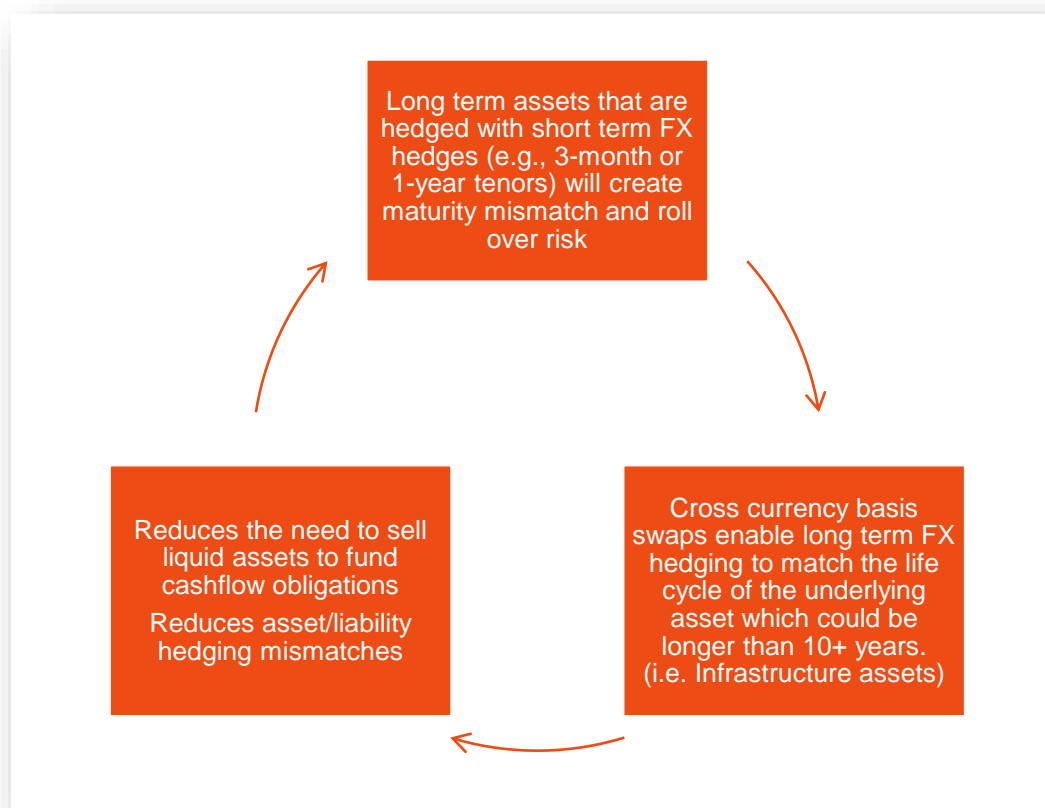 Long term assets that are
hedged with short term FX
hedges (e.g., 3-month or
1-year tenors) will create
maturity mismatch and roll
over risk
Cross currency basis
swaps enable long term FX
hedging to match the life
cycle of the underlying
asset which could be
longer than 10+ years.
(i.e. Infrastructure assets)
Reduces the need to sell
liquid assets to fund
cashflow obligations
Reduces asset/liability
hedging mismatches